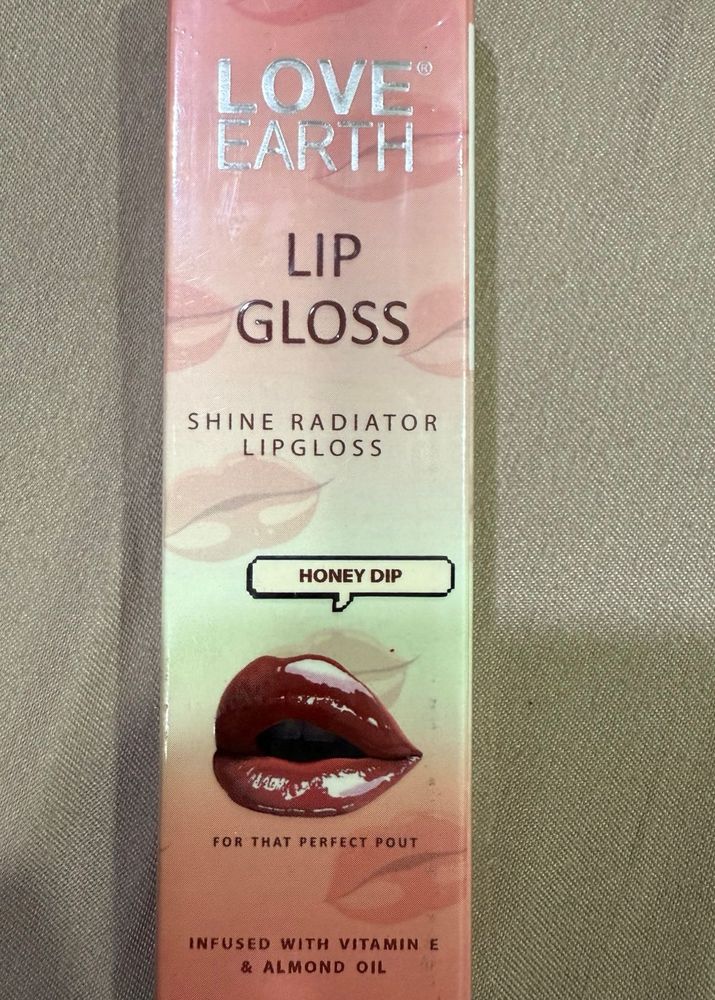 LOVE®
EARTH
LIP
GLOSS
SHINE RADIATOR
LIPGLOSS
HONEY DIP
FOR THAT PERFECT POUT
INFUSED WITH VITAMIN E
& ALMOND OIL